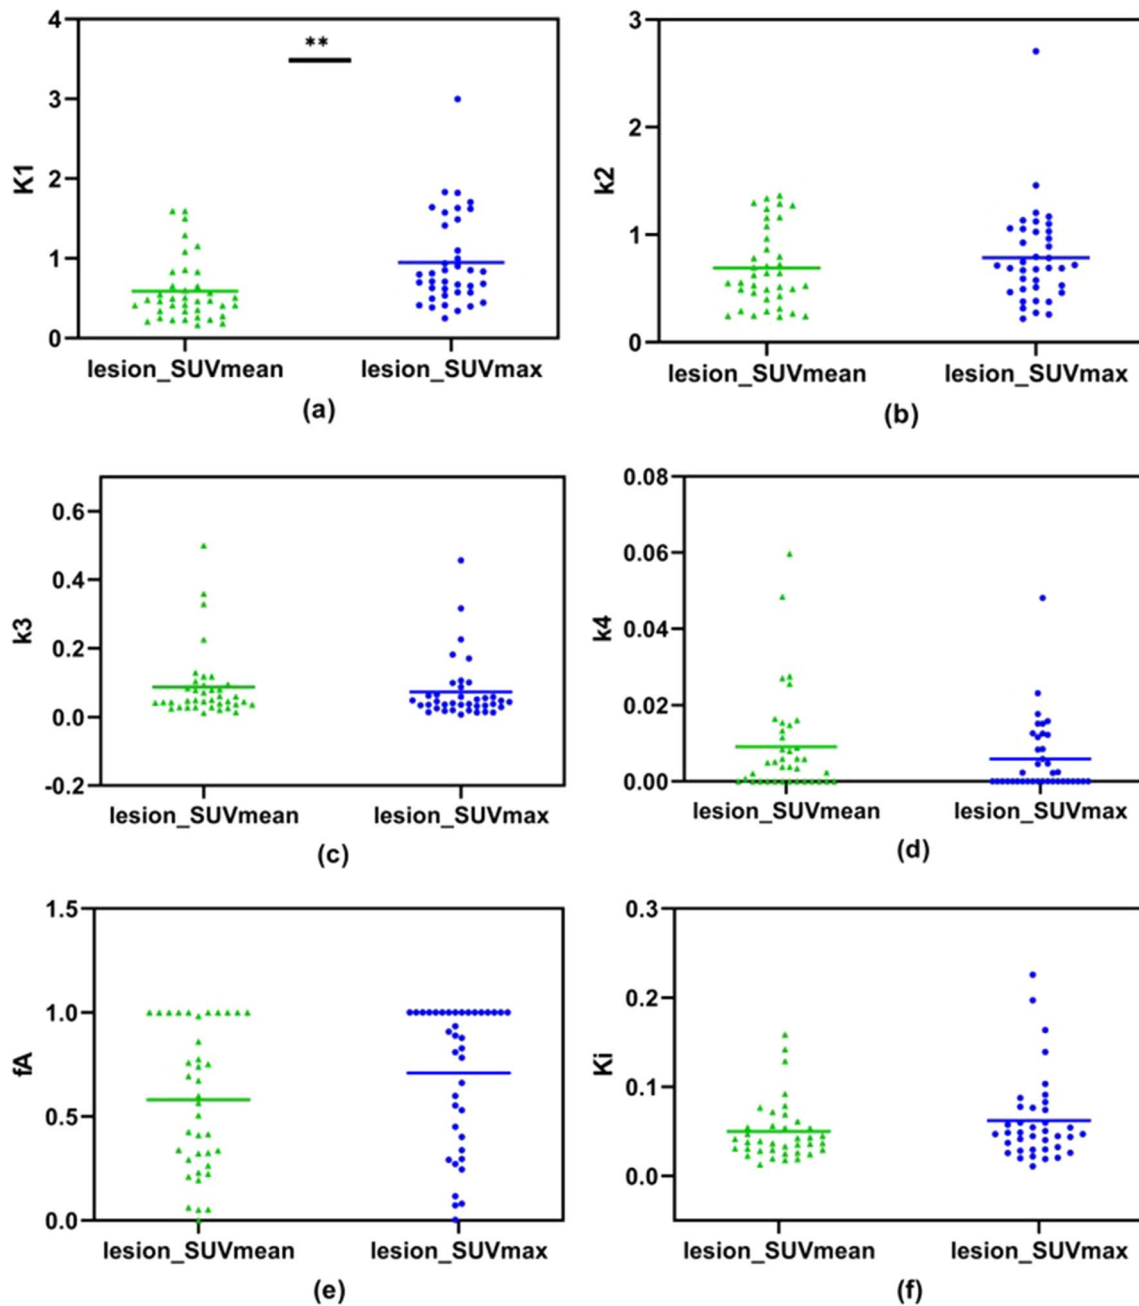 4
3
2
1
0
K1
**
lesion_SUVmean
lesion_SUVmax
(a)
3
2
1
0
k2
lesion_SUVmean
lesion_SUVmax
(b)
0.6
0.4
0.2
0.0
-0.2
k3
lesion_SUVmean
lesion_SUVmax
(c)
0.08
0.06
0.04
0.02
0.00
k4
lesion_SUVmean
lesion_SUVmax
(d)
1.5
1.0
0.5
0.0
fA
lesion_SUVmean
lesion_SUVmax
(e)
0.3
0.2
0.1
0.0
Ki
lesion_SUVmean
lesion_SUVmax
(f)